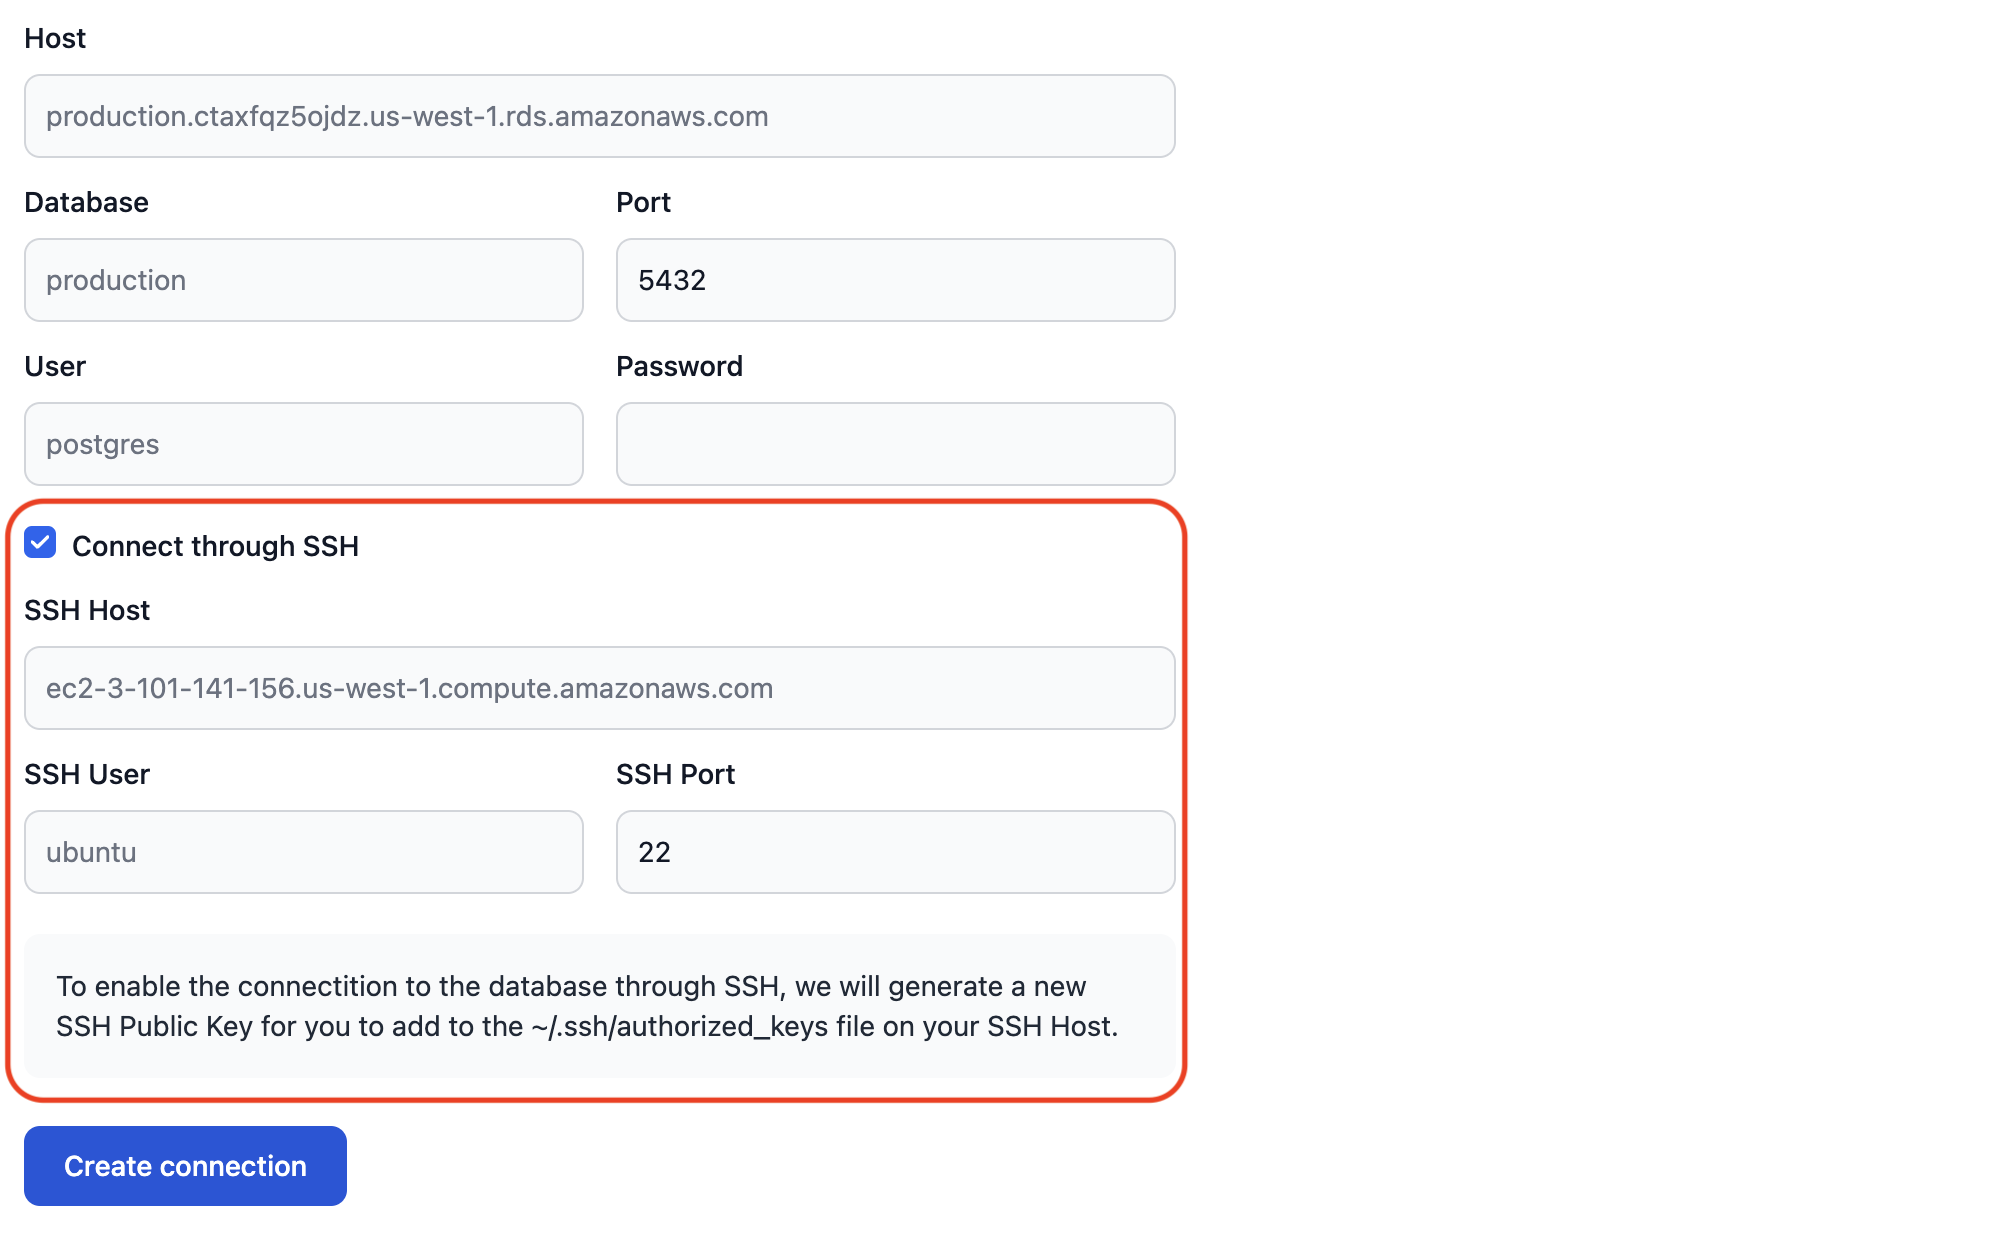 Host
production.ctaxfqz5ojdz.us-west-1.rds.amazonaws.com
Database
Port
production
5432
User
Password
postgres
Connect through SSH
SSH Host
ec2-3-101-141-156.us-west-1.compute.amazonaws.com
SSH User
SSH Port
ubuntu
22
To enable the connectition to the database through SSH, we will generate a new
SSH Public Key for you to add to the ~/.ssh/authorized_keys file on your SSH Host.
Create connection